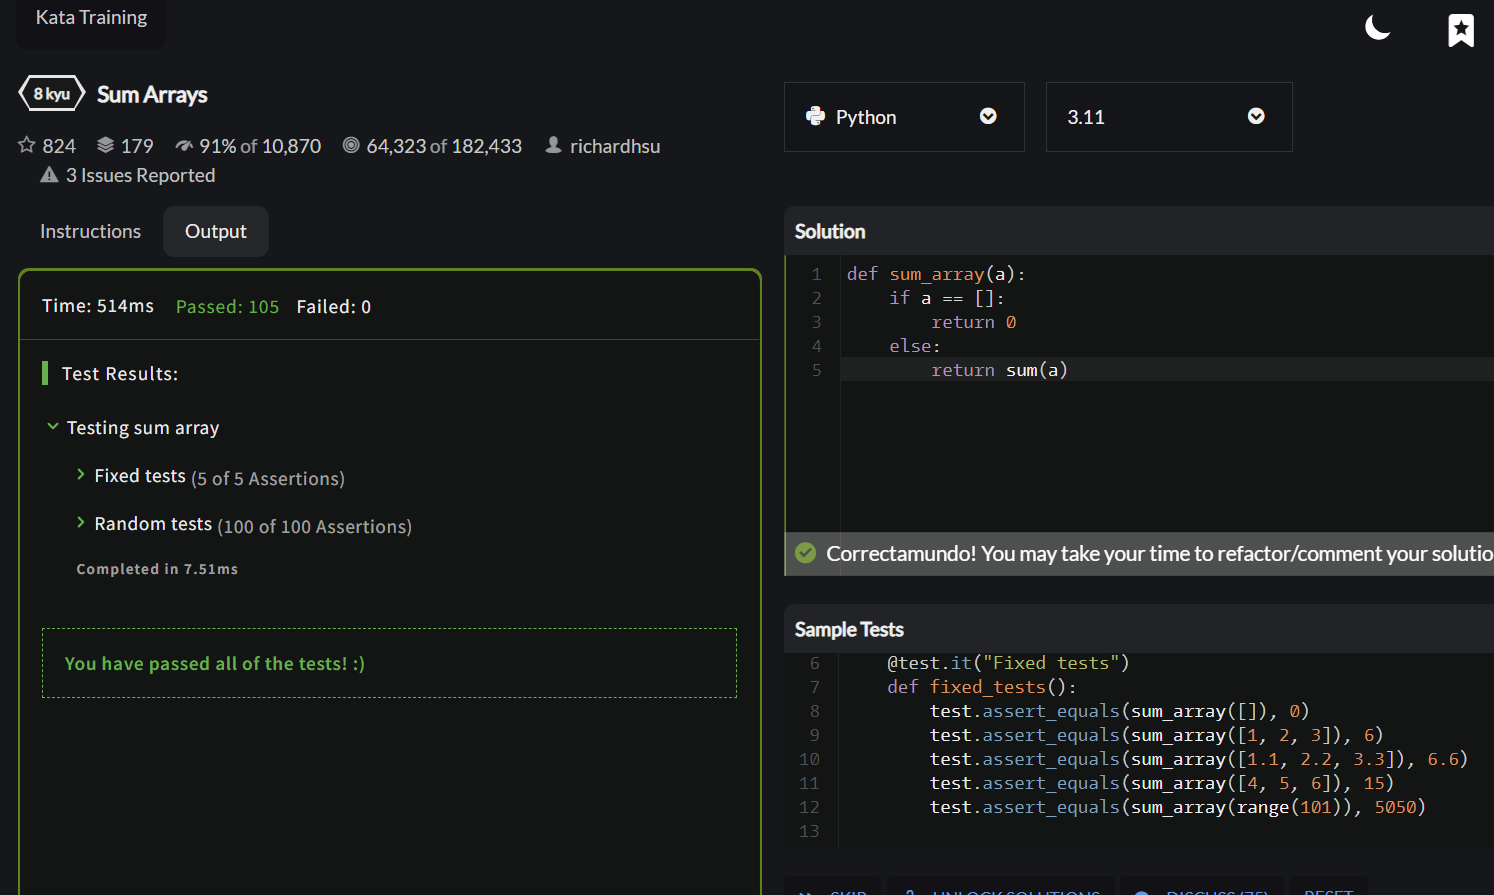 Kata Training
8 kyu Sum Arrays
824 179 91% of 10,870 64,323 of 182,433 richardhsu
3 Issues Reported
Python
3.11
Instructions Output
Time: 514ms Passed: 105 Failed: 0
Test Results:
Testing sum array
Fixed tests (5 of 5 Assertions)
Random tests (100 of 100 Assertions)
Completed in 7.51ms
You have passed all of the tests! :)
Solution
1 def sum_array(a):
2     if a == []:
3         return 0
4     else:
5         return sum(a)
Correctamundo! You may take your time to refactor/comment your solutio
Sample Tests
6     @test.it("Fixed tests")
7     def fixed_tests():
8         test.assert_equals(sum_array([]), 0)
9         test.assert_equals(sum_array([1, 2, 3]), 6)
10         test.assert_equals(sum_array([1.1, 2.2, 3.3]), 6.6)
11         test.assert_equals(sum_array([4, 5, 6]), 15)
12         test.assert_equals(sum_array(range(101)), 5050)
13
SKIP UNLOCK SOLUTIONS DISCUSS (75) RESET